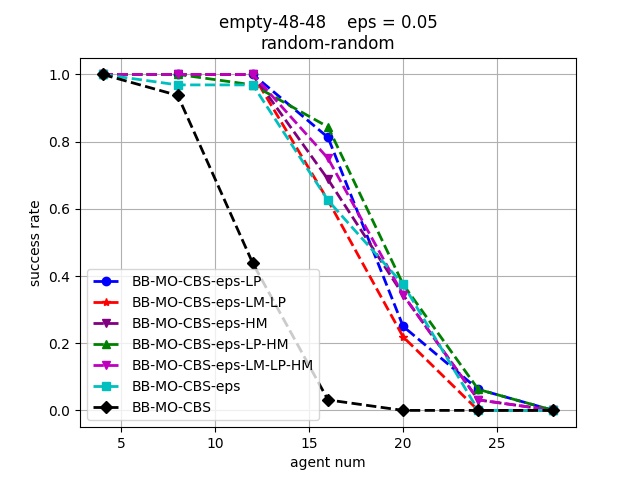 empty-48-48    eps = 0.05
random-random
success rate
1.0
0.8
0.6
0.4
0.2
0.0
BB-MO-CBS-eps-LP
BB-MO-CBS-eps-LM-LP
BB-MO-CBS-eps-HM
BB-MO-CBS-eps-LP-HM
BB-MO-CBS-eps-LM-LP-HM
BB-MO-CBS-eps
BB-MO-CBS
5 10 15 20 25
agent num